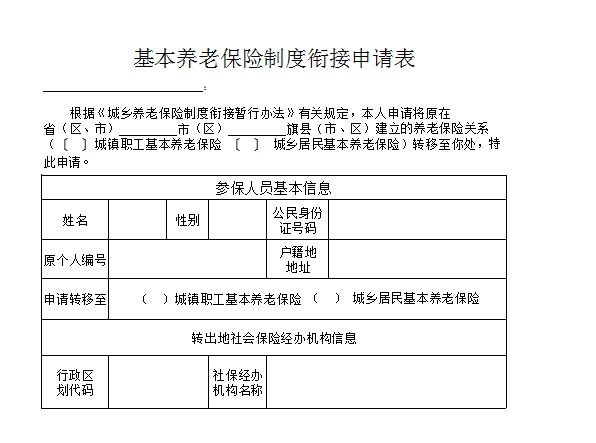 基本养老保险制度衔接申请表
____________________:
根据《城乡养老保险制度衔接暂行办法》有关规定，本人申请将原在
省（区、市）________市（区）________旗县（市、区）建立的养老保险关系
（〔 〕城镇职工基本养老保险 〔 〕 城乡居民基本养老保险）转移至你处，特
此申请。
参保人员基本信息
姓名 性别 公民身份
证号码
原个人编号 户籍地
地址
申请转移至 （ ）城镇职工基本养老保险 （ ） 城乡居民基本养老保险
转出地社会保险经办机构信息
行政区
划代码 社保经办
机构名称